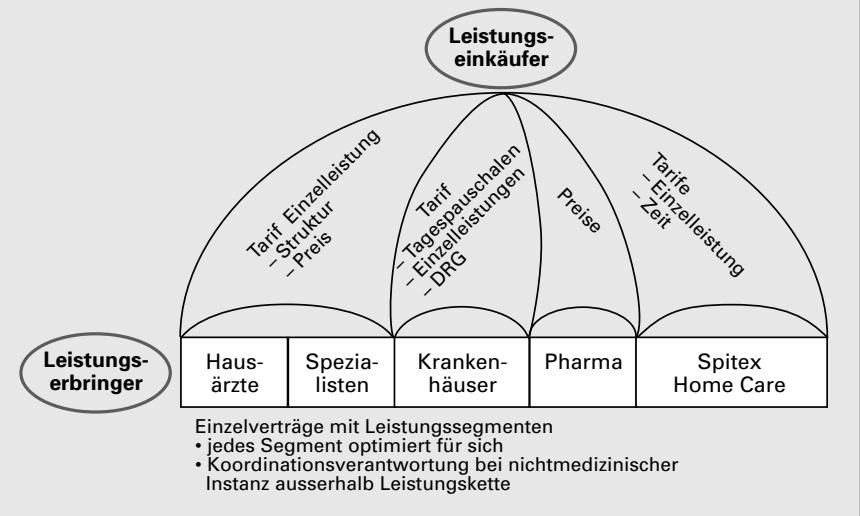 Leistungs-
einkäufer
Tarif Einzelleistung
– Struktur
– Preis
Tarif
– Tagespauschalen
– Einzelleistungen
– DRG
Preise
Tarife
– Einzelleistung
– Zeit
Leistungs-
erbringer
Haus-
ärzte
Spezia-
listen
Kranken-
häuser
Pharma
Spitex
Home Care
Einzelverträge mit Leistungssegmenten
• jedes Segment optimiert für sich
• Koordinationsverantwortung bei nichtmedizinischer
Instanz ausserhalb Leistungskette